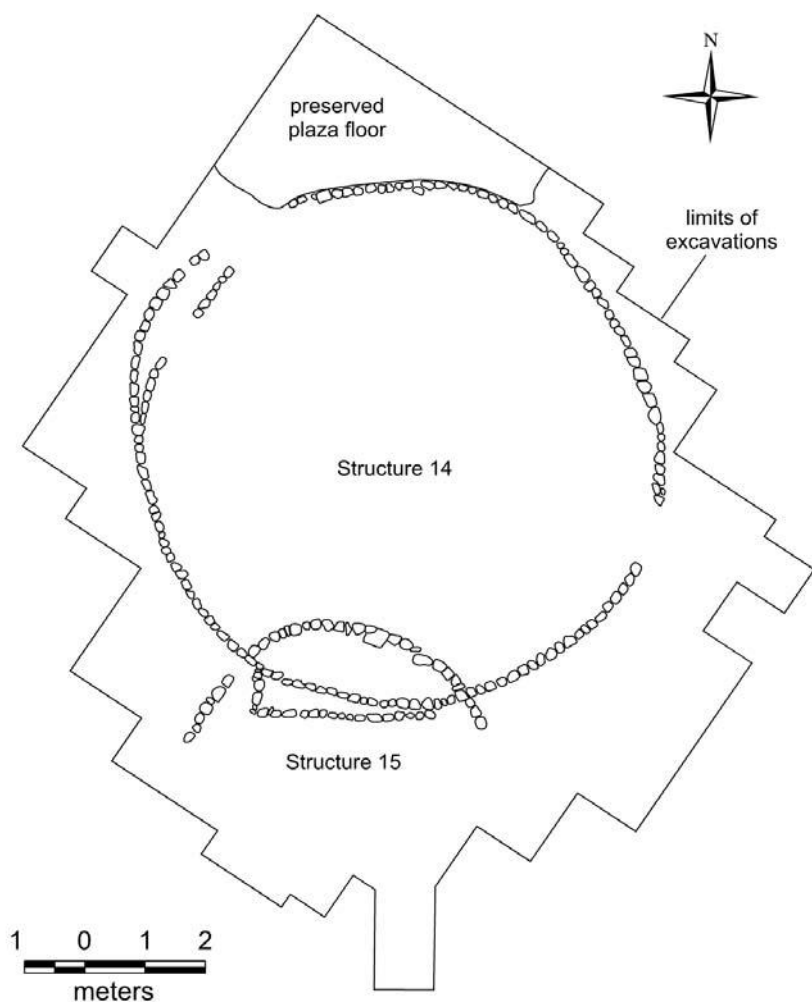 N
preserved
plaza floor
limits of
excavations
Structure 14
Structure 15
1 0 1 2
meters